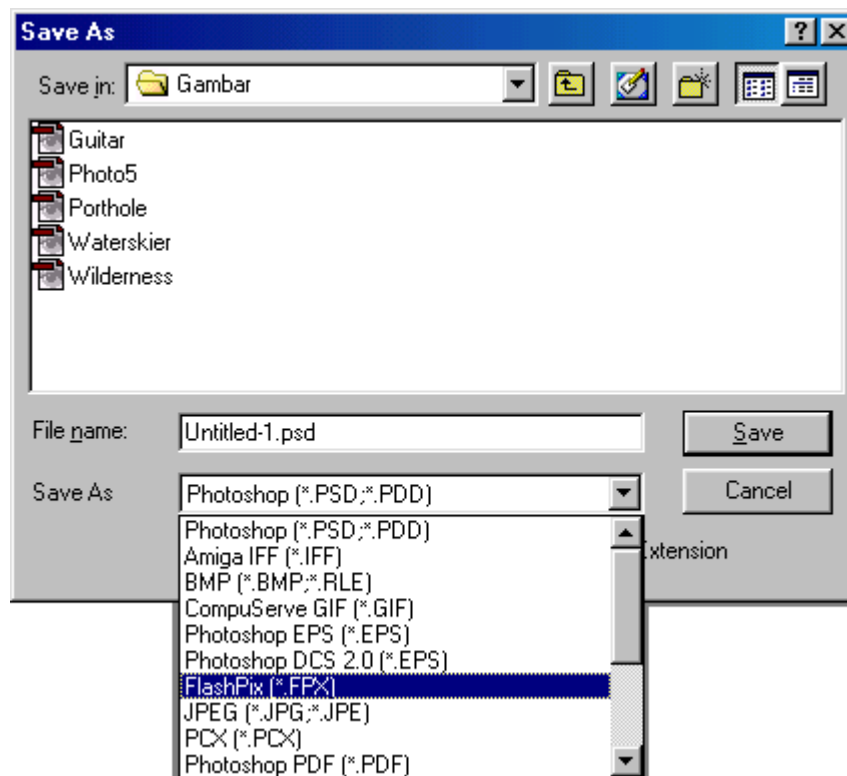 Save As
Save in: Gambar
Guitar
Photo5
Porthole
Waterskier
Wilderness
File name: Untitled-1.psd Save
Save As Photoshop (*.PSD;*.PDD) Cancel
Photoshop (*.PSD;*.PDD)
Amiga IFF (*.IFF) xtension
BMP (*.BMP;*.RLE)
CompuServe GIF (*.GIF)
Photoshop EPS (*.EPS)
Photoshop DCS 2.0 (*.EPS)
FlashPix (*.FPX)
JPEG (*.JPG;*.JPE)
PCX (*.PCX)
Photoshop PDF (*.PDF)